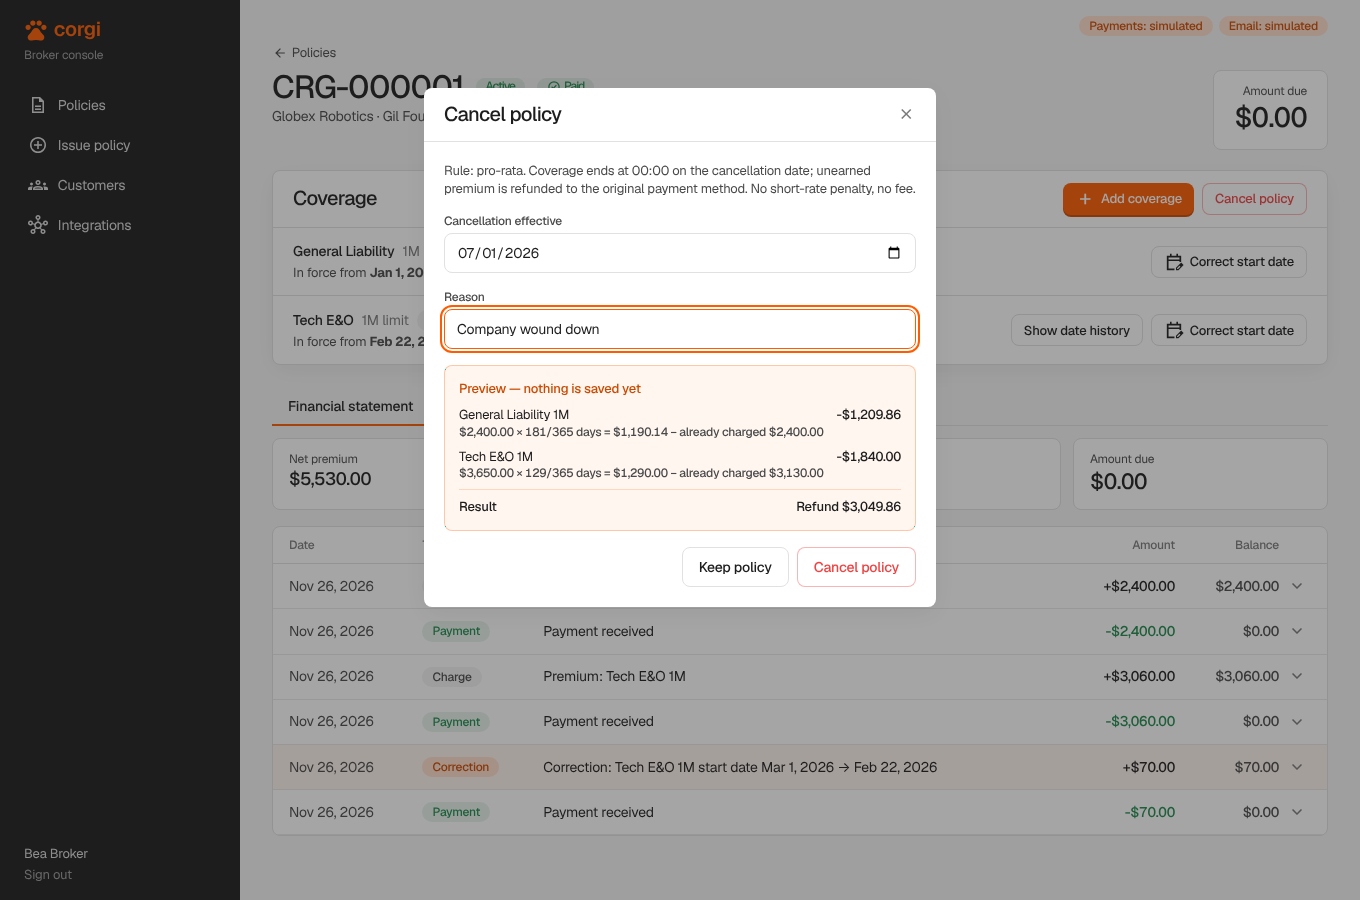 corgi
Broker console
Policies
Issue policy
Customers
Integrations
Bea Broker
Sign out
Payments: simulated
Email: simulated
← Policies
CRG-000001
Active
Paid
Globex Robotics · Gil
Amount due
$0.00
Coverage
+ Add coverage
Cancel policy
General Liability 1M
In force from Jan 1,
Correct start date
Tech E&O 1M limit
In force from Feb 22,
Show date history
Correct start date
Financial statement
Net premium
$5,530.00
Amount due
$0.00
Date
Amount
Balance
Nov 26, 2026
+$2,400.00
$2,400.00
Nov 26, 2026
Payment
Payment received
-$2,400.00
$0.00
Nov 26, 2026
Charge
Premium: Tech E&O 1M
+$3,060.00
$3,060.00
Nov 26, 2026
Payment
Payment received
-$3,060.00
$0.00
Nov 26, 2026
Correction
Correction: Tech E&O 1M start date Mar 1, 2026 → Feb 22, 2026
+$70.00
$70.00
Nov 26, 2026
Payment
Payment received
-$70.00
$0.00
Cancel policy
Rule: pro-rata. Coverage ends at 00:00 on the cancellation date; unearned
premium is refunded to the original payment method. No short-rate penalty, no fee.
Cancellation effective
07/01/2026
Reason
Company wound down
Preview — nothing is saved yet
General Liability 1M
-$1,209.86
$2,400.00 × 181/365 days = $1,190.14 – already charged $2,400.00
Tech E&O 1M
-$1,840.00
$3,650.00 × 129/365 days = $1,290.00 – already charged $3,130.00
Result
Refund $3,049.86
Keep policy
Cancel policy